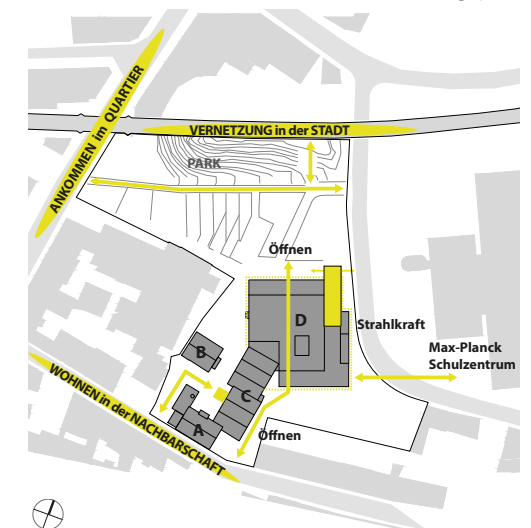 ANKOMMEN im QUARTIER
VERNETZUNG in der STADT
PARK
Öffnen
D
Strahlkraft
Max-Planck
Schulzentrum
B
C
A
Öffnen
WOHNEN in der NACHBARSCHAFT